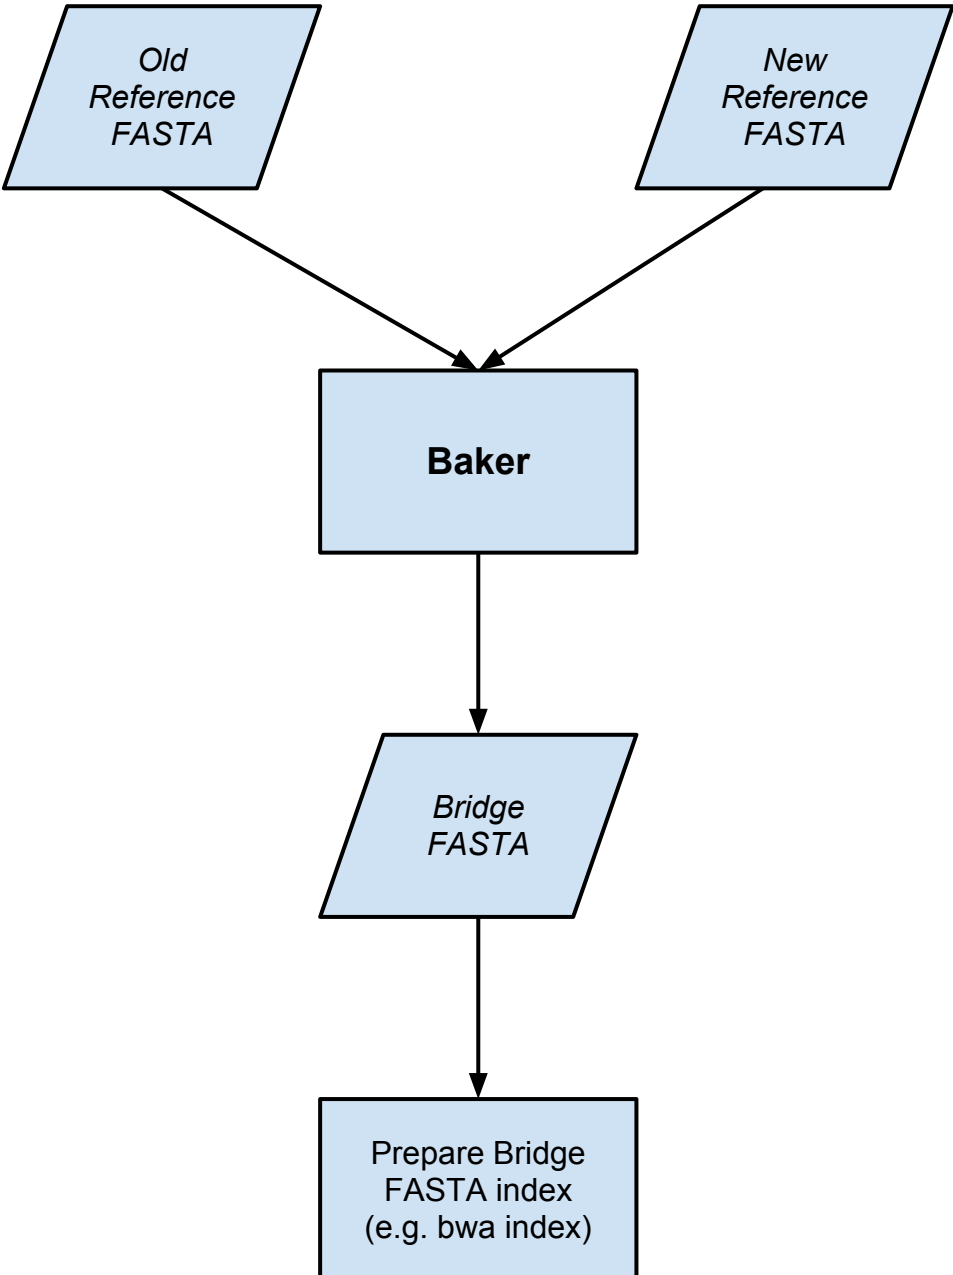 Old
Reference
FASTA
New
Reference
FASTA
Baker
Bridge
FASTA
Prepare Bridge
FASTA index
(e.g. bwa index)